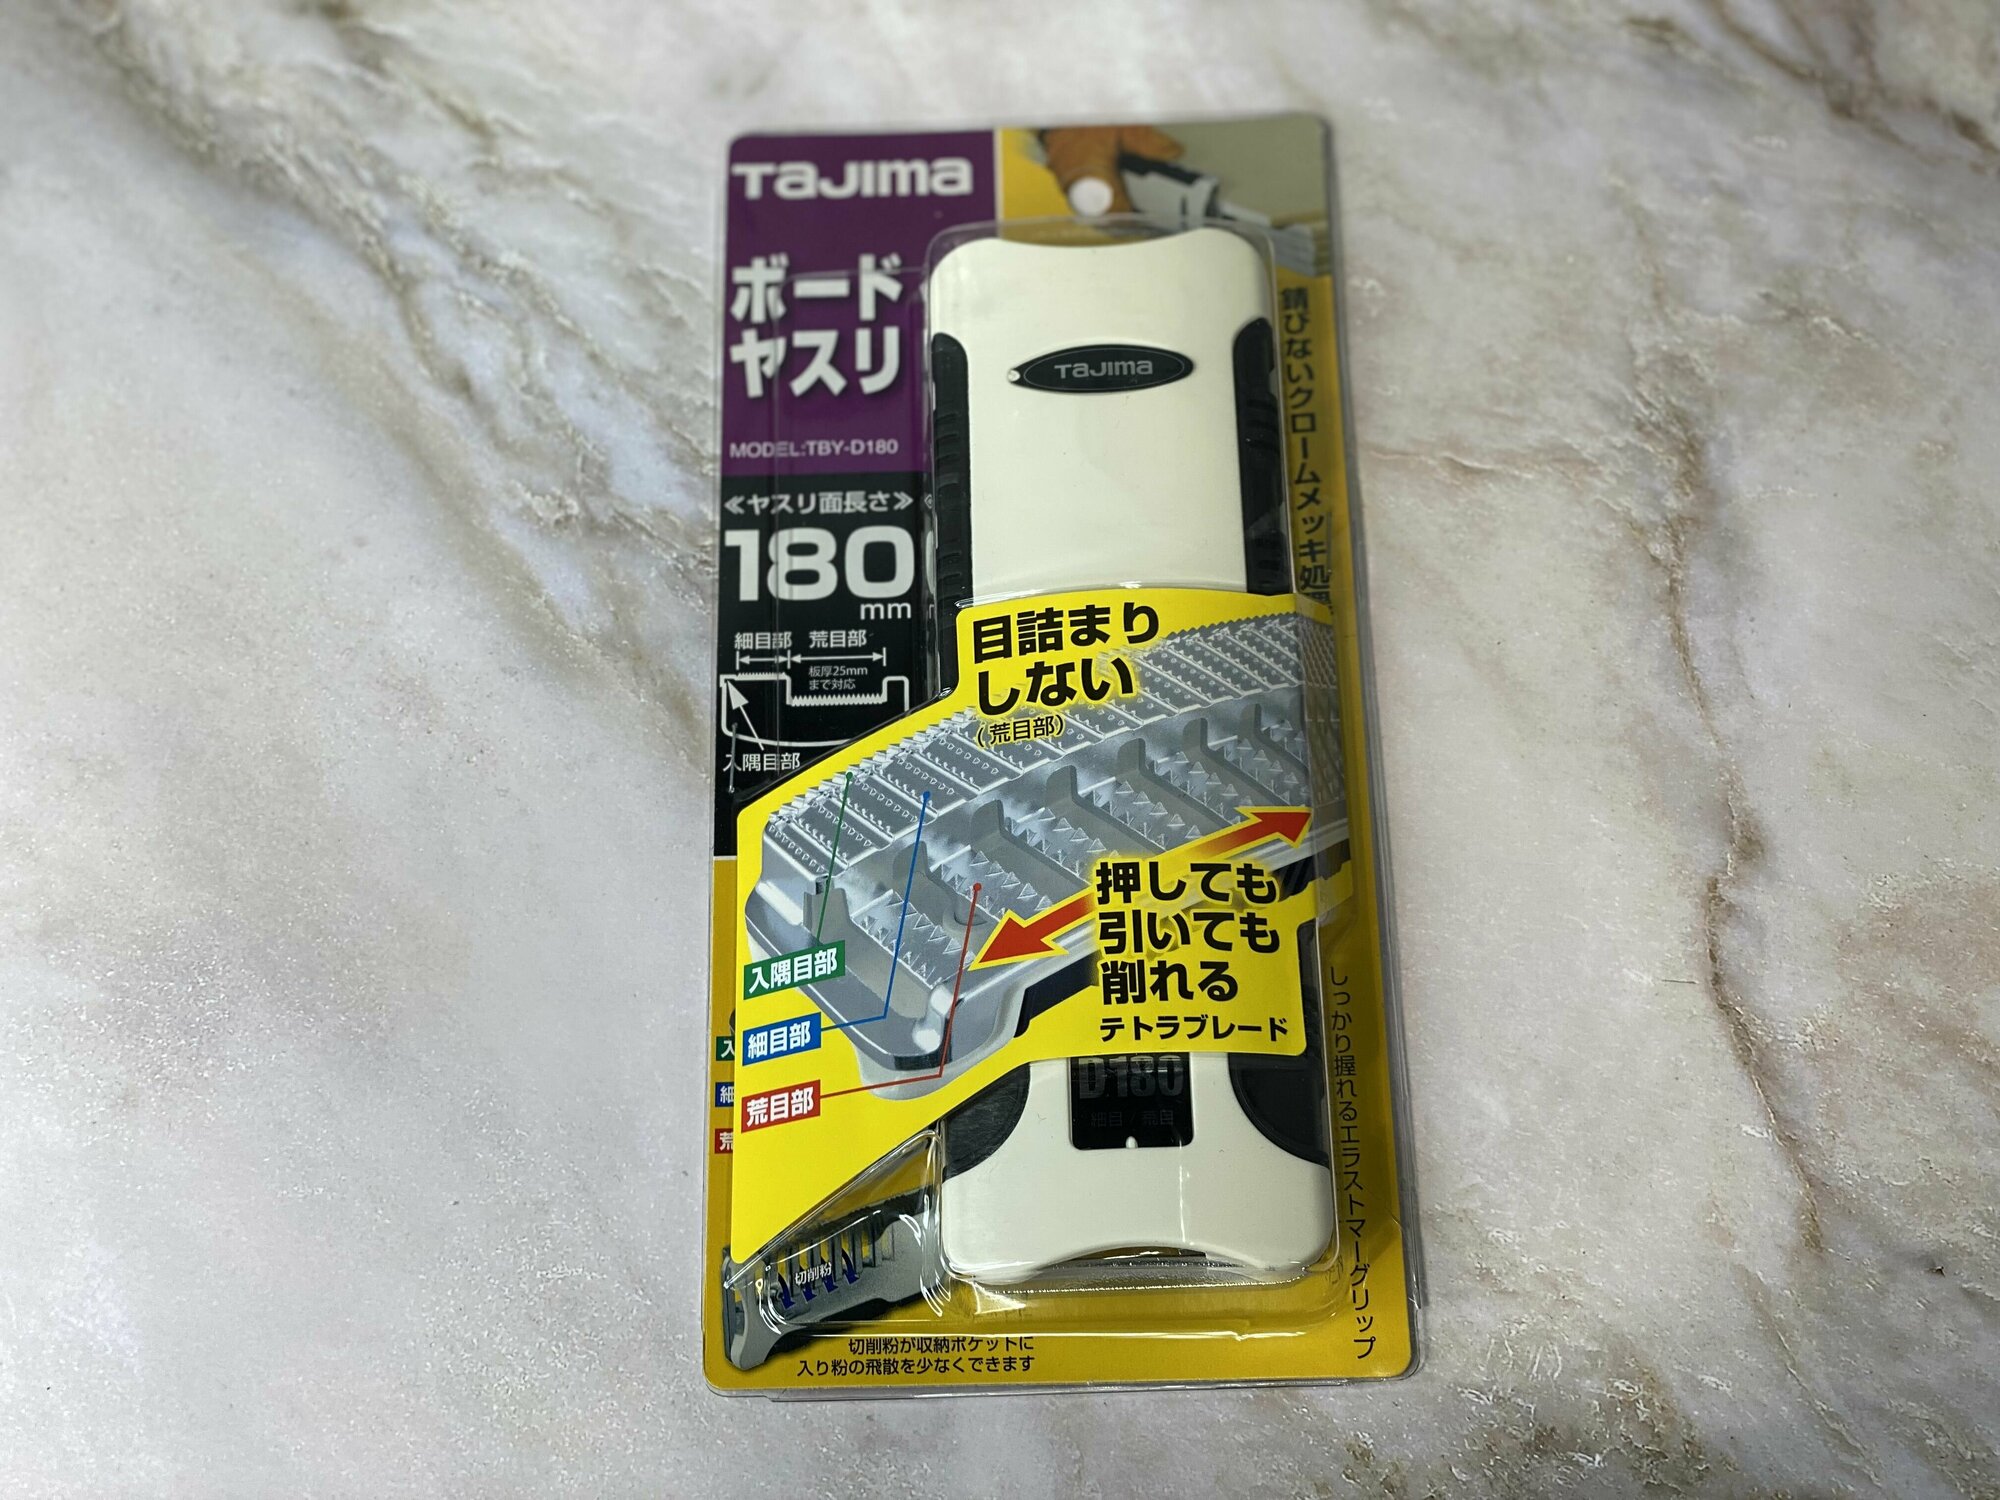 TAJIMA
ボード
ヤスリ
MODEL:TBY-D180
≪ヤスリ面長さ≫
180
mm
細目部 荒目部
板厚25mm
まで対応
入隅目部
TAJIMA
錆びないクロームメッキ処理
目詰まり
しない
(荒目部)
押しても
引いても
削れる
テトラブレード
入隅目部
細目部
荒目部
入
細
荒
D180
細目/荒目
しっかり握れるエラストマーグリップ
切削粉
切削粉が収納ポケットに
入り粉の飛散を少なくできます